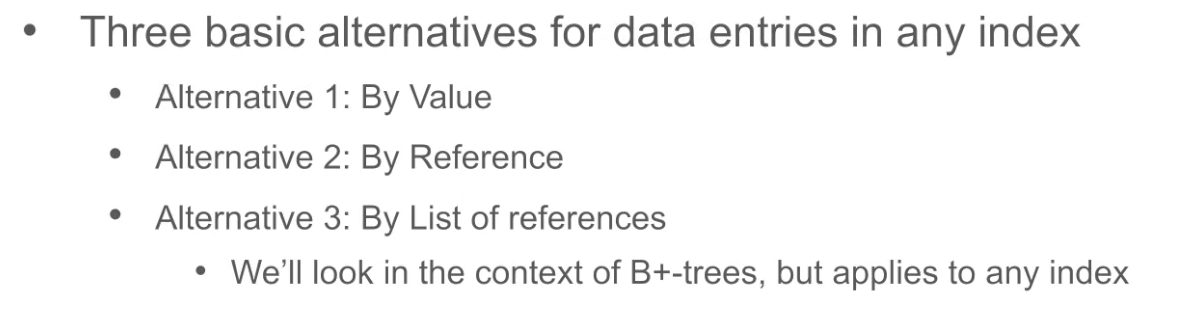 • Three basic alternatives for data entries in any index
• Alternative 1: By Value
• Alternative 2: By Reference
• Alternative 3: By List of references
• We’ll look in the context of B+-trees, but applies to any index